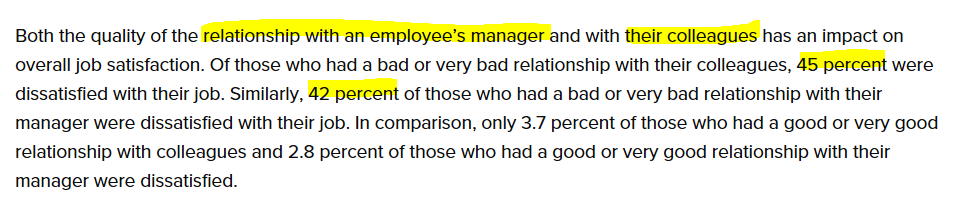 Both the quality of the relationship with an employee’s manager and with their colleagues has an impact on
overall job satisfaction. Of those who had a bad or very bad relationship with their colleagues, 45 percent were
dissatisfied with their job. Similarly, 42 percent of those who had a bad or very bad relationship with their
manager were dissatisfied with their job. In comparison, only 3.7 percent of those who had a good or very good
relationship with colleagues and 2.8 percent of those who had a good or very good relationship with their
manager were dissatisfied.